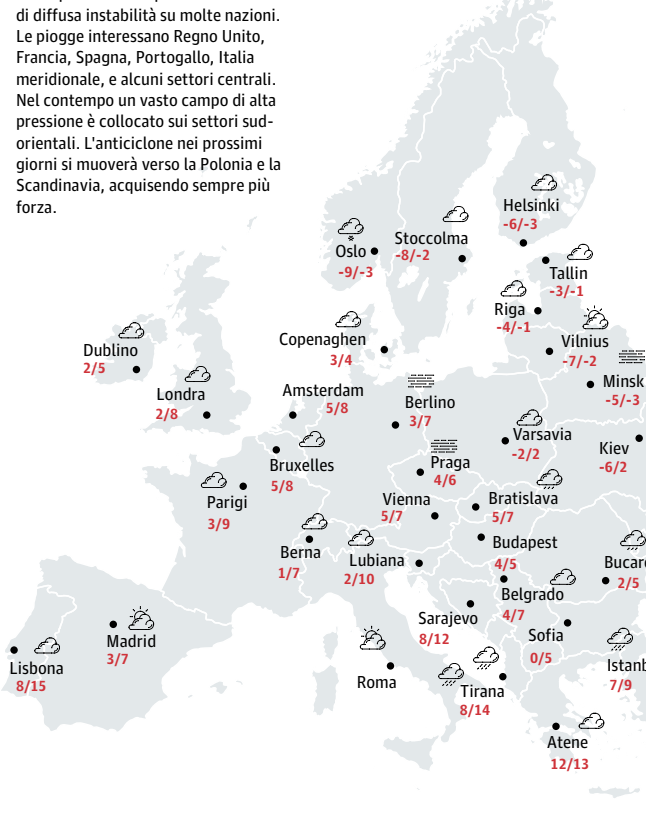 di diffusa instabilità su molte nazioni.
Le piogge interessano Regno Unito,
Francia, Spagna, Portogallo, Italia
meridionale, e alcuni settori centrali.
Nel contempo un vasto campo di alta
pressione è collocato sui settori sud-
orientali. L'anticiclone nei prossimi
giorni si muoverà verso la Polonia e la
Scandinavia, acquisendo sempre più
forza.
Helsinki
-6/-3
Oslo
-9/-3
Stoccolma
-8/-2
Tallin
-3/-1
Riga
-4/-1
Copenaghen
3/4
Vilnius
-7/-2
Dublino
2/5
Minsk
-5/-3
Londra
2/8
Amsterdam
5/8
Berlino
3/7
Varsavia
-2/2
Kiev
-6/2
Bruxelles
5/8
Praga
4/6
Parigi
3/9
Vienna
5/7
Bratislava
5/7
Berna
1/7
Lubiana
2/10
Budapest
4/5
Bucar
2/5
Belgrado
4/7
Sarajevo
8/12
Sofia
0/5
Madrid
3/7
Lisbona
8/15
Roma
Tirana
8/14
Istanb
7/9
Atene
12/13